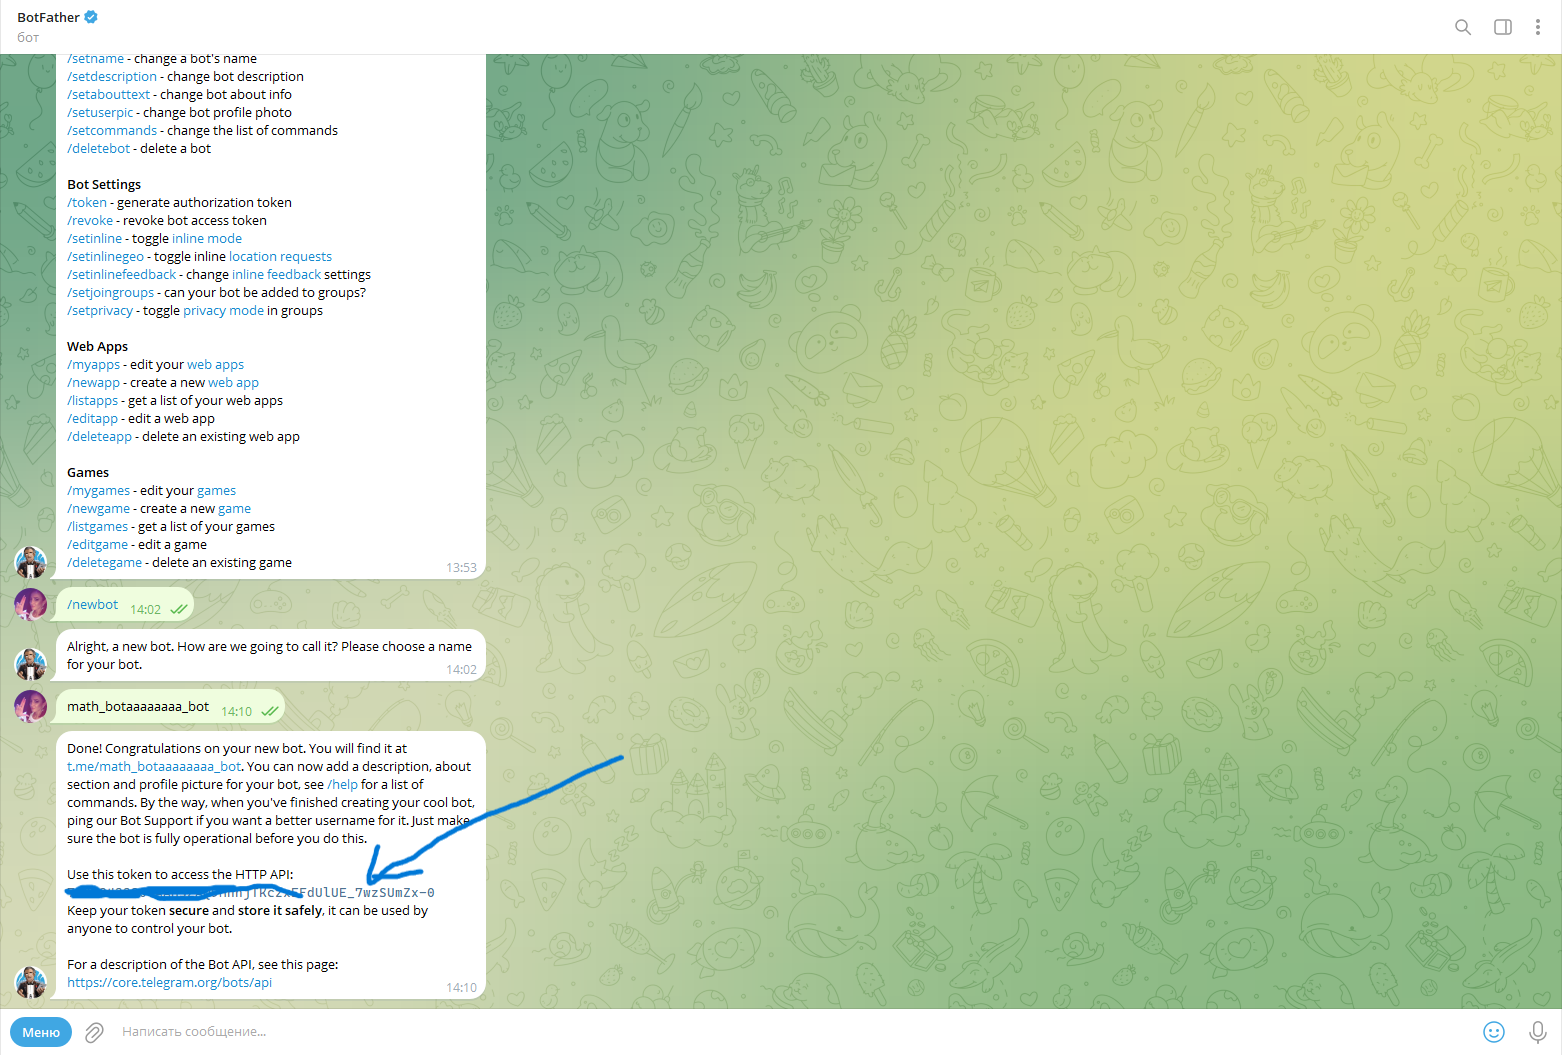 BotFather
бот
/setname - change a bot's name
/setdescription - change bot description
/setabouttext - change bot about info
/setuserpic - change bot profile photo
/setcommands - change the list of commands
/deletebot - delete a bot
Bot Settings
/token - generate authorization token
/revoke - revoke bot access token
/setinline - toggle inline mode
/setinlinegeo - toggle inline location requests
/setinlinefeedback - change inline feedback settings
/setjoingroups - can your bot be added to groups?
/setprivacy - toggle privacy mode in groups
Web Apps
/myapps - edit your web apps
/newapp - create a new web app
/listapps - get a list of your web apps
/editapp - edit a web app
/deleteapp - delete an existing web app
Games
/mygames - edit your games
/newgame - create a new game
/listgames - get a list of your games
/editgame - edit a game
/deletegame - delete an existing game
13:53
/newbot 14:02
Alright, a new bot. How are we going to call it? Please choose a name
for your bot.
14:02
math_botaaaaaaaa_bot 14:10
Done! Congratulations on your new bot. You will find it at
t.me/math_botaaaaaaaa_bot. You can now add a description, about
section and profile picture for your bot, see /help for a list of
commands. By the way, when you've finished creating your cool bot,
ping our Bot Support if you want a better username for it. Just make
sure the bot is fully operational before you do this.
Use this token to access the HTTP API:
FdUlUE_7wzSUmZx-0
Keep your token secure and store it safely, it can be used by
anyone to control your bot.
For a description of the Bot API, see this page:
https://core.telegram.org/bots/api
14:10
Меню
Написать сообщение...